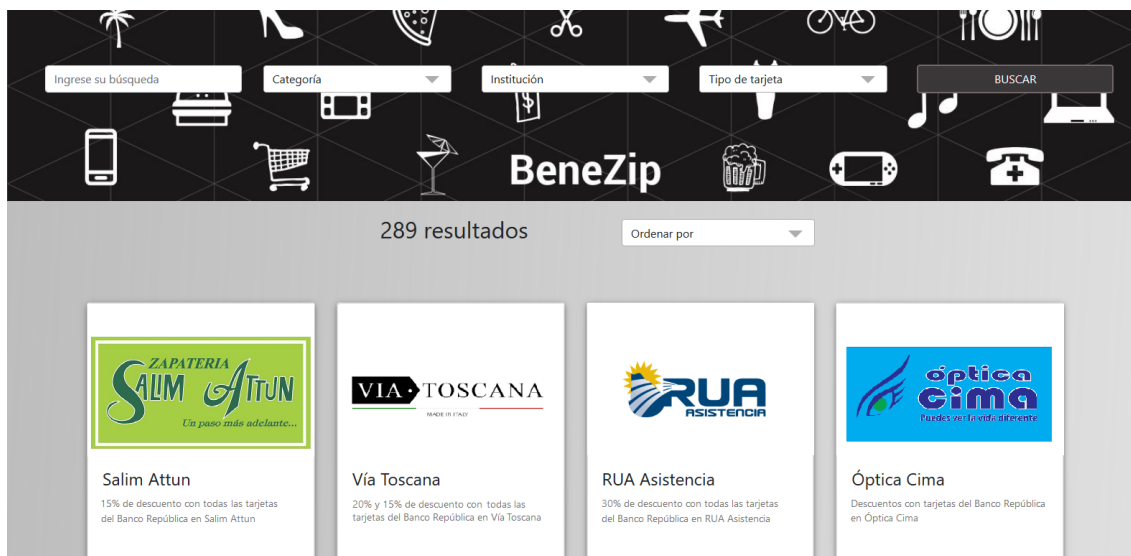 Ingrese su búsqueda
Categoría
Institución
Tipo de tarjeta
BUSCAR
BeneZip
289 resultados
Ordenar por
ZAPATERIA
SALIM ATTUN
Un paso más adelante...
VIA TOSCANA
MADE IN ITALY
RUA
ASISTENCIA
óptica
cima
Puedes ver la vida diferente
Salim Attun
15% de descuento con todas las tarjetas
del Banco República en Salim Attun
Vía Toscana
20% y 15% de descuento con todas las
tarjetas del Banco República en Vía Toscana
RUA Asistencia
30% de descuento con todas las tarjetas
del Banco República en RUA Asistencia
Óptica Cima
Descuentos con tarjetas del Banco República
en Óptica Cima